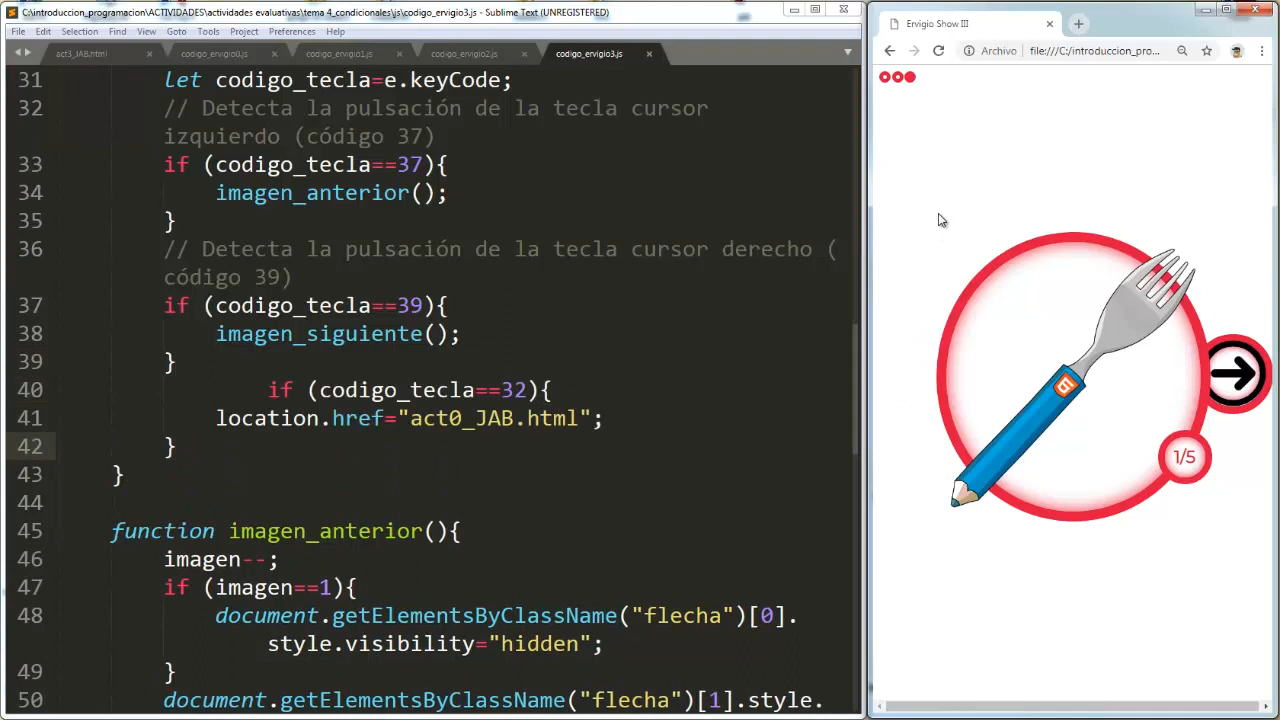 C:\introduccion_programacion\ACTIVIDADES\actividades evaluativas\tema 4_condicionales\js\codigo_ervigio3.js - Sublime Text (UNREGISTERED)
File Edit Selection Find View Goto Tools Project Preferences Help
act3_JAB.html codigo_ervigio0.js codigo_ervigio1.js codigo_ervigio2.js codigo_ervigio3.js
31 let codigo_tecla=e.keyCode;
32 // Detecta la pulsación de la tecla cursor
izquierdo (código 37)
33 if (codigo_tecla==37){
34 imagen_anterior();
35 }
36 // Detecta la pulsación de la tecla cursor derecho (
código 39)
37 if (codigo_tecla==39){
38 imagen_siguiente();
39 }
40 if (codigo_tecla==32){
41 location.href="act0_JAB.html";
42 }
43 }
44
45 function imagen_anterior(){
46 imagen--;
47 if (imagen==1){
48 document.getElementsByClassName("flecha")[0].
style.visibility="hidden";
49 }
50 document.getElementsByClassName("flecha")[1].style.
Ervigio Show III
Archivo file:///C:/introduccion_pro...
1/5